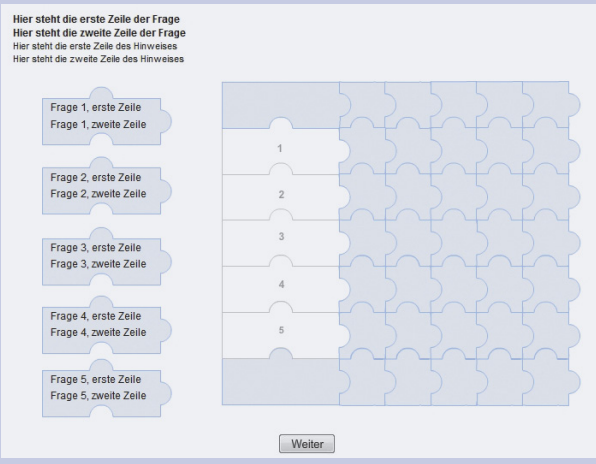 Hier steht die erste Zeile der Frage
Hier steht die zweite Zeile der Frage
Hier steht die erste Zeile des Hinweises
Hier steht die zweite Zeile des Hinweises
Frage 1, erste Zeile
Frage 1, zweite Zeile
Frage 2, erste Zeile
Frage 2, zweite Zeile
Frage 3, erste Zeile
Frage 3, zweite Zeile
Frage 4, erste Zeile
Frage 4, zweite Zeile
Frage 5, erste Zeile
Frage 5, zweite Zeile
1
2
3
4
5
Weiter